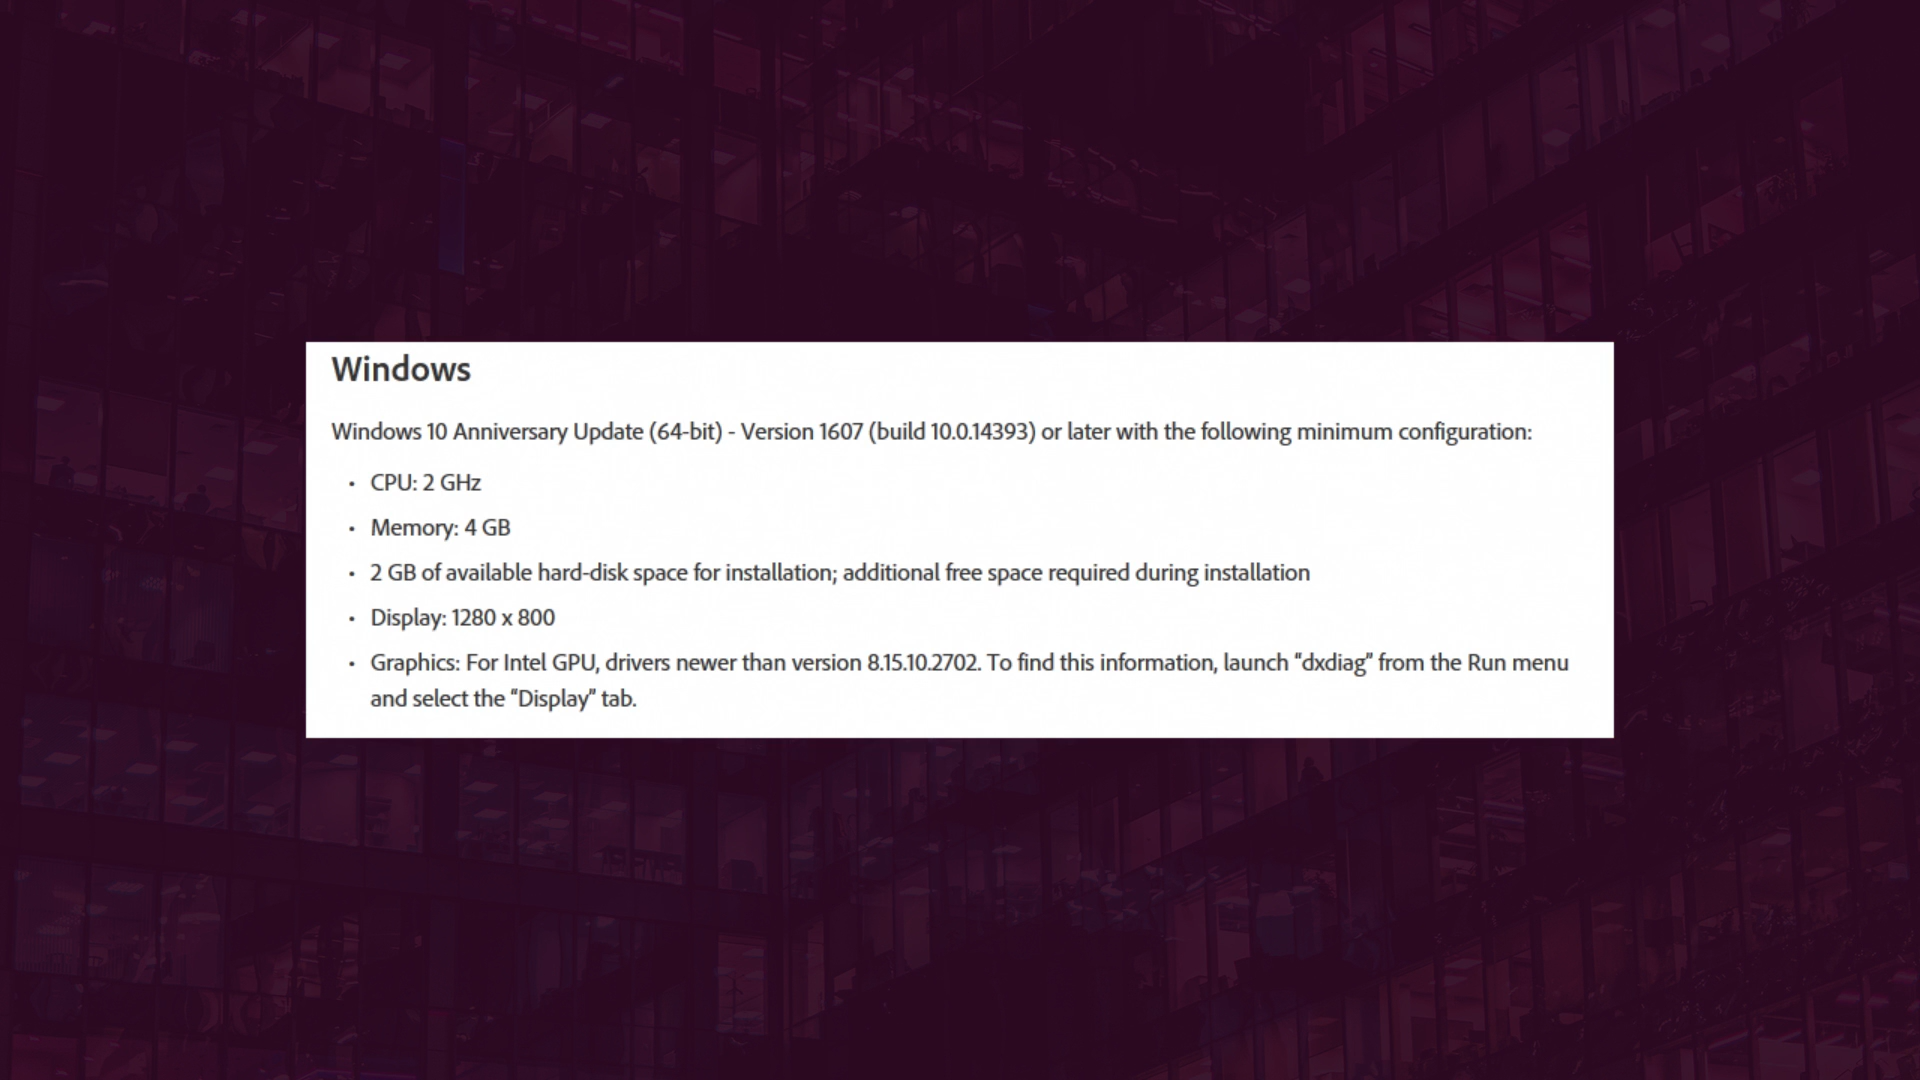 Windows
Windows 10 Anniversary Update (64-bit) - Version 1607 (build 10.0.14393) or later with the following minimum configuration:
• CPU: 2 GHz
• Memory: 4 GB
• 2 GB of available hard-disk space for installation; additional free space required during installation
• Display: 1280 x 800
• Graphics: For Intel GPU, drivers newer than version 8.15.10.2702. To find this information, launch “dxdiag” from the Run menu
and select the “Display” tab.